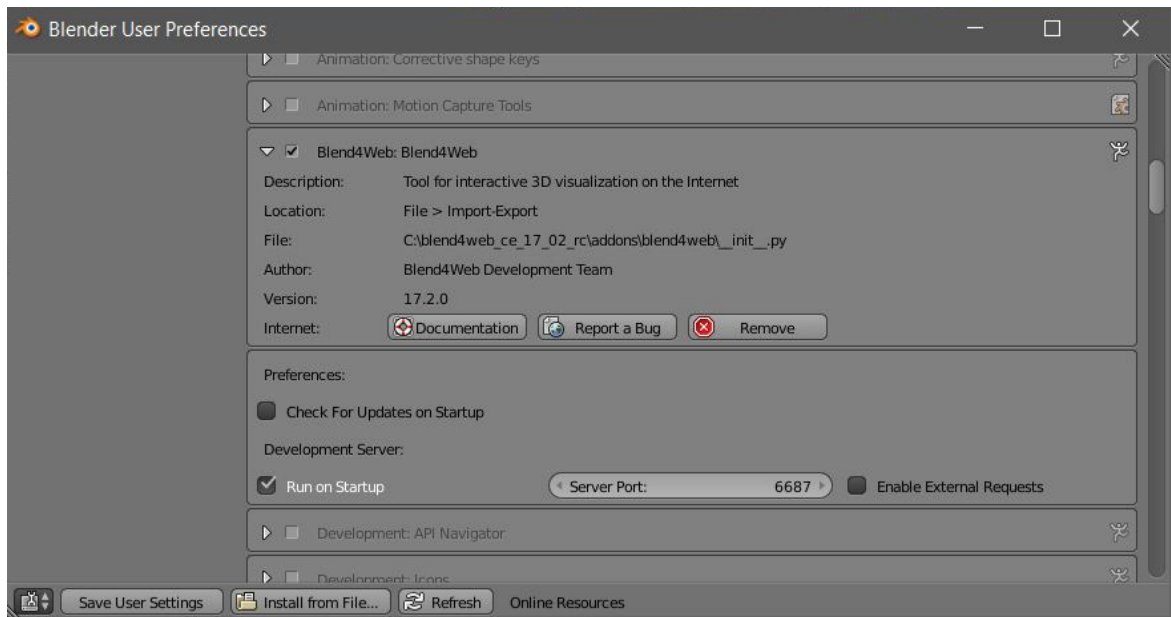 Blender User Preferences
Animation: Corrective shape keys
Animation: Motion Capture Tools
Blend4Web: Blend4Web
Description: Tool for interactive 3D visualization on the Internet
Location: File > Import-Export
File: C:\blend4web_ce_17_02_rc\addons\blend4web\__init__.py
Author: Blend4Web Development Team
Version: 17.2.0
Internet: Documentation Report a Bug Remove
Preferences:
Check For Updates on Startup
Development Server:
Run on Startup Server Port: 6687 Enable External Requests
Development: API Navigator
Development: Icons
Save User Settings Install from File... Refresh Online Resources